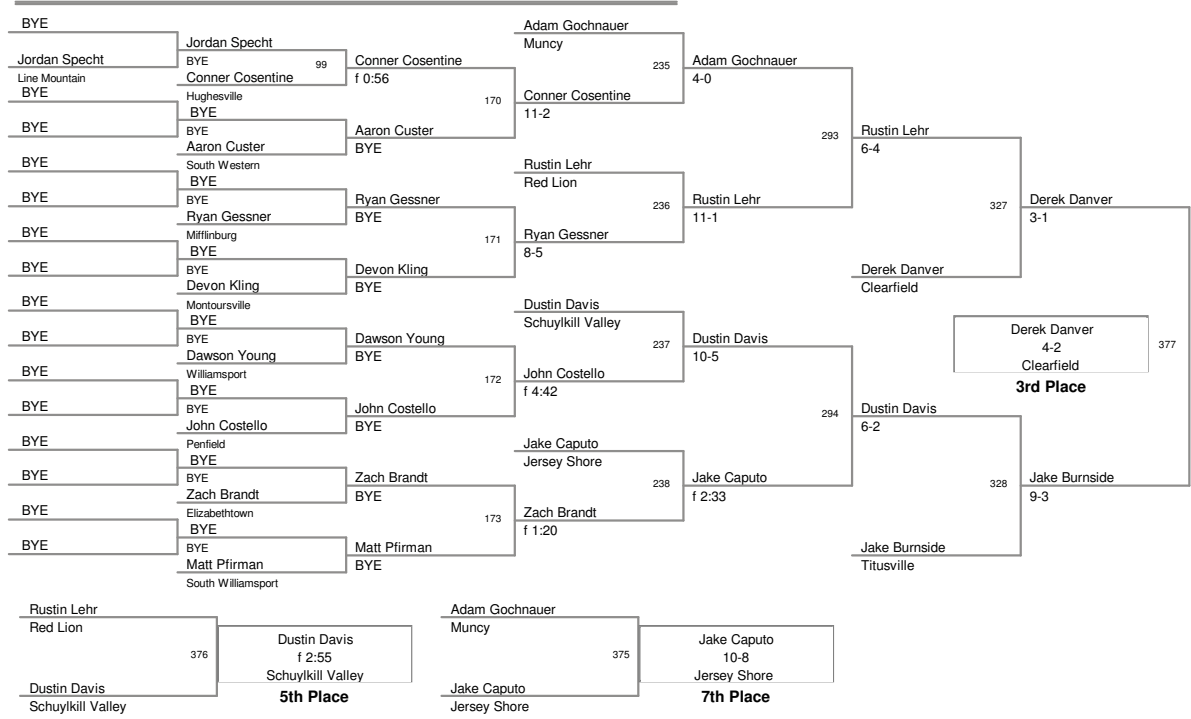 BYE
Jordan Specht
Line Mountain
BYE
BYE
BYE
BYE
BYE
BYE
BYE
BYE
BYE
BYE
BYE
BYE
BYE
BYE
Jordan Specht
BYE
99
Conner Cosentine
Hughesville
BYE
BYE
Aaron Custer
South Western
BYE
BYE
Ryan Gessner
Mifflinburg
BYE
BYE
Devon Kling
Montoursville
BYE
BYE
Dawson Young
Williamsport
BYE
BYE
John Costello
Penfield
BYE
BYE
Zach Brandt
Elizabethtown
BYE
BYE
Matt Pfirman
South Williamsport
Conner Cosentine
f 0:56
170
Aaron Custer
BYE
Ryan Gessner
BYE
171
Devon Kling
BYE
Dawson Young
BYE
172
John Costello
BYE
Zach Brandt
BYE
173
Matt Pfirman
BYE
Adam Gochnauer
Muncy
235
Conner Cosentine
11-2
Rustin Lehr
Red Lion
236
Ryan Gessner
8-5
Dustin Davis
Schuylkill Valley
237
John Costello
f 4:42
Jake Caputo
Jersey Shore
238
Zach Brandt
f 1:20
Adam Gochnauer
4-0
293
Rustin Lehr
11-1
Dustin Davis
10-5
294
Jake Caputo
f 2:33
Rustin Lehr
6-4
327
Derek Danver
Clearfield
Dustin Davis
6-2
328
Jake Burnside
Titusville
Derek Danver
3-1
Derek Danver
4-2
Clearfield
377
3rd Place
Jake Burnside
9-3
Rustin Lehr
Red Lion
376
Dustin Davis
Schuylkill Valley
Dustin Davis
f 2:55
Schuylkill Valley
5th Place
Adam Gochnauer
Muncy
375
Jake Caputo
Jersey Shore
Jake Caputo
10-8
Jersey Shore
7th Place